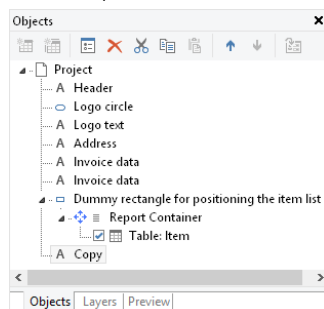 Objects
Project
A Header
Logo circle
A Logo text
A Address
A Invoice data
A Invoice data
Dummy rectangle for positioning the item list
Report Container
Table: Item
A Copy
Objects Layers Preview